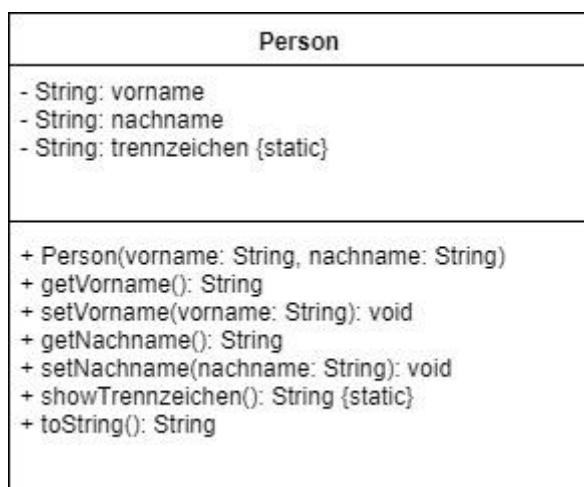 Person
- String: vorname
- String: nachname
- String: trennzeichen {static}
+ Person(vorname: String, nachname: String)
+ getVorname(): String
+ setVorname(vorname: String): void
+ getNachname(): String
+ setNachname(nachname: String): void
+ showTrennzeichen(): String {static}
+ toString(): String